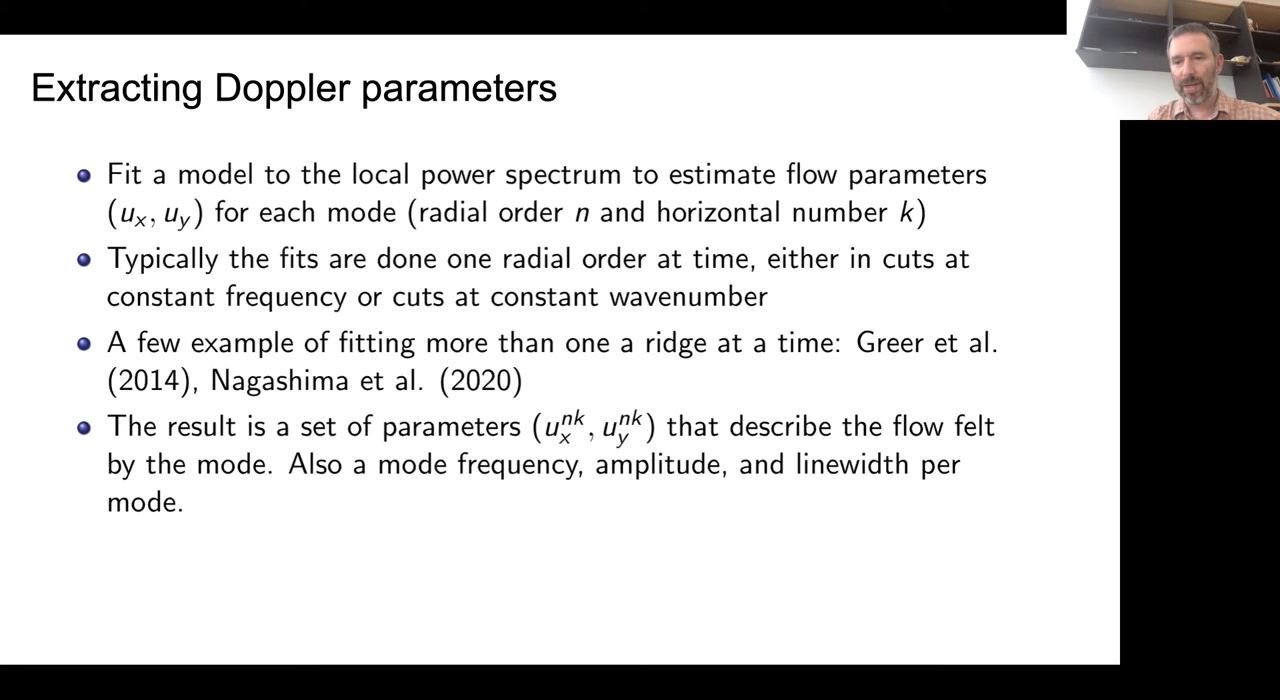 Extracting Doppler parameters
Fit a model to the local power spectrum to estimate flow parameters
(u_x, u_y) for each mode (radial order n and horizontal number k)
Typically the fits are done one radial order at time, either in cuts at
constant frequency or cuts at constant wavenumber
A few example of fitting more than one a ridge at a time: Greer et al.
(2014), Nagashima et al. (2020)
The result is a set of parameters (u_x^{nk}, u_y^{nk}) that describe the flow felt
by the mode. Also a mode frequency, amplitude, and linewidth per
mode.